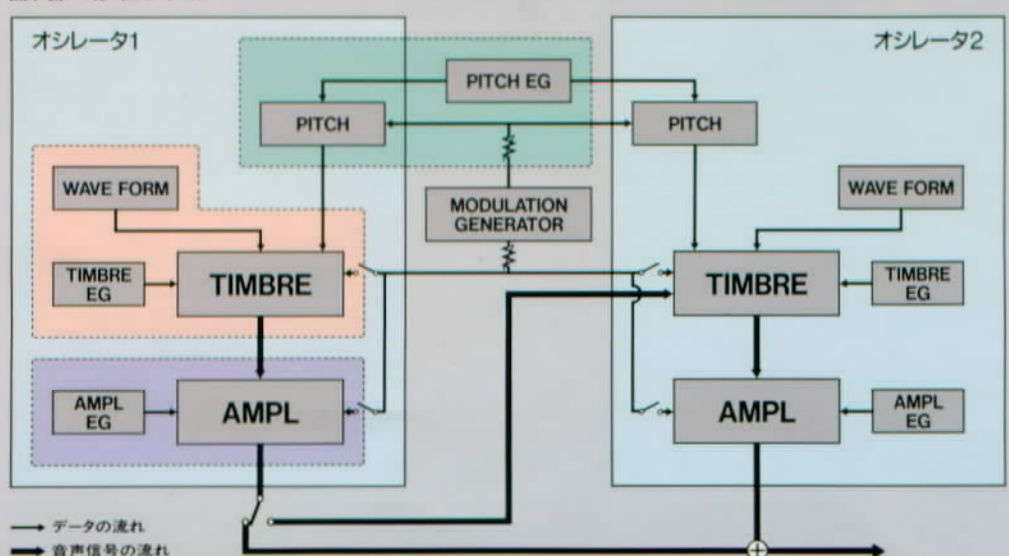 オシレータ1
オシレータ2
PITCH EG
PITCH
PITCH
WAVE FORM
MODULATION
GENERATOR
WAVE FORM
TIMBRE
EG
TIMBRE
TIMBRE
TIMBRE
EG
AMPL
EG
AMPL
AMPL
AMPL
EG
データの流れ
音声信号の流れ